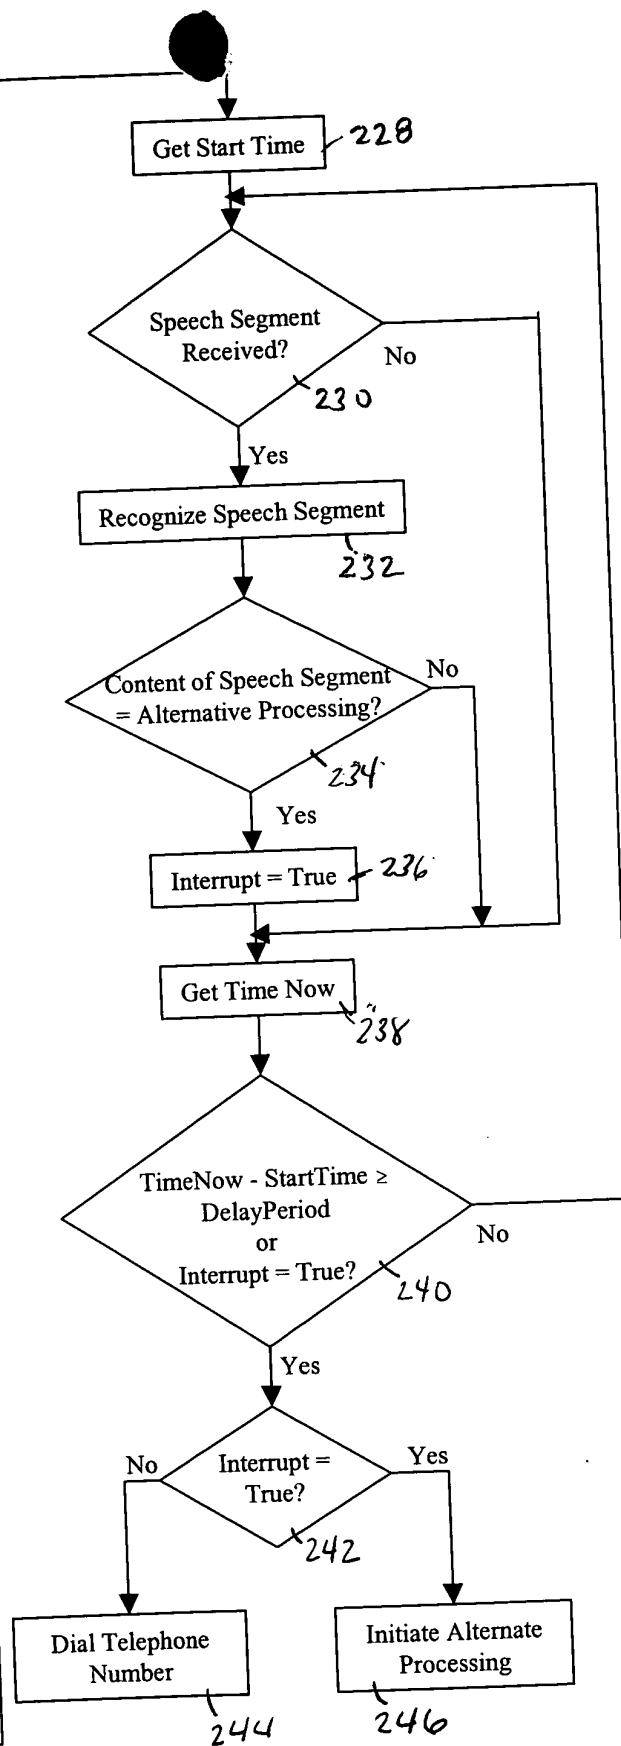 Get Start Time
228
Speech Segment
Received?
No
230
Yes
Recognize Speech Segment
232
No
Content of Speech Segment
= Alternative Processing?
234
Yes
Interrupt = True
236
Get Time Now
238
TimeNow - StartTime ≥
DelayPeriod
or
Interrupt = True?
No
240
Yes
No
Interrupt =
True?
Yes
242
Dial Telephone
Number
244
Initiate Alternate
Processing
246